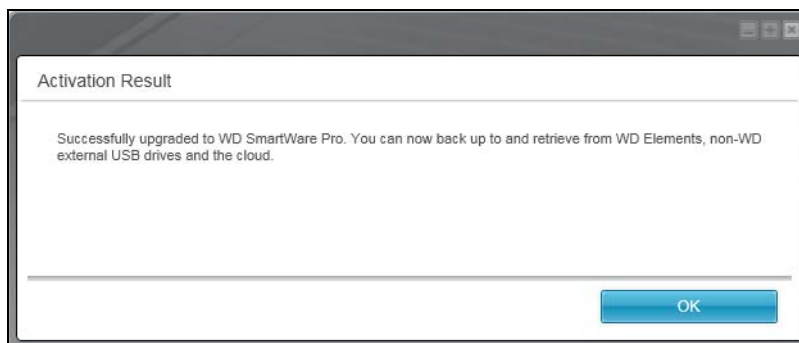 Activation Result
Successfully upgraded to WD SmartWare Pro. You can now back up to and retrieve from WD Elements, non-WD
external USB drives and the cloud.
OK